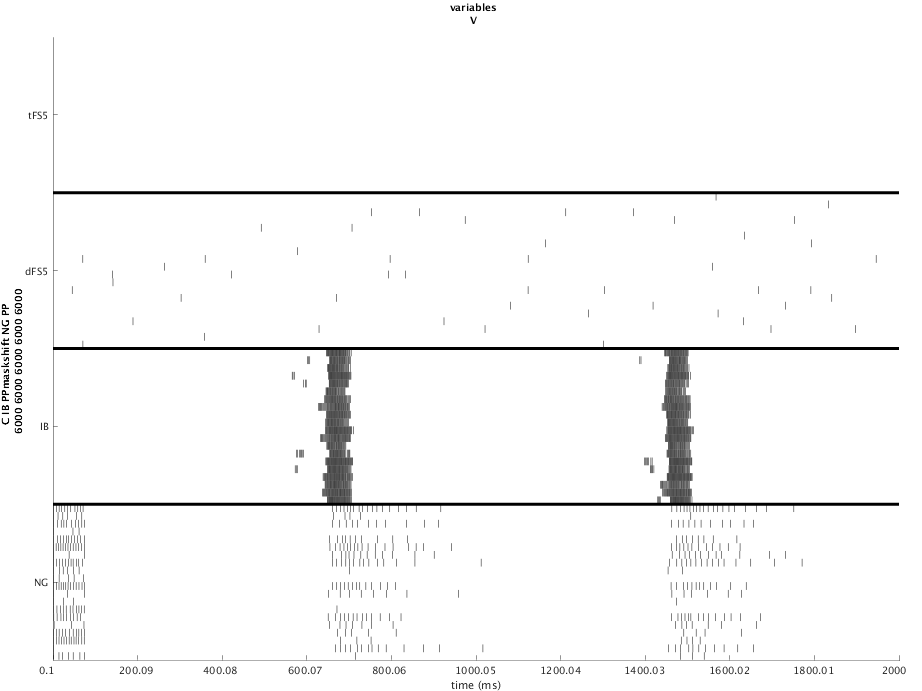 variables
V
tFS5
dFS5
IB
NG
C IB PPmaskshift NG PP
6000 6000 6000 6000 6000
0.1 200.09 400.08 600.07 800.06 1000.05 1200.04 1400.03 1600.02 1800.01 2000
time (ms)